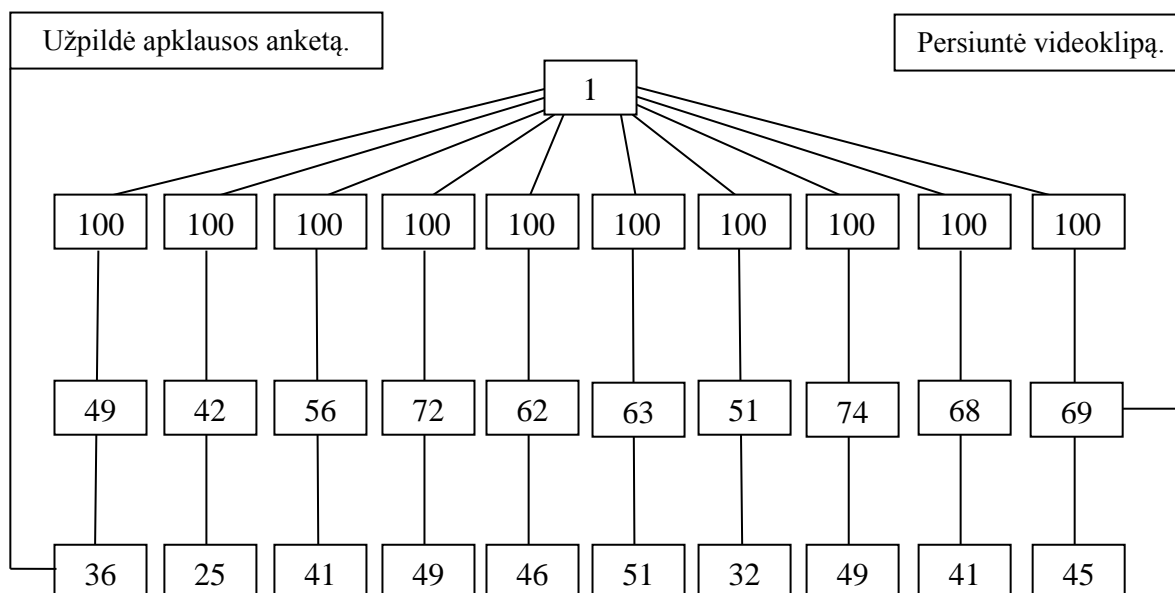 Užpildė apklausos anketą.
Persiuntė videoklipą.
1
100 100 100 100 100 100 100 100 100 100
49 42 56 72 62 63 51 74 68 69
36 25 41 49 46 51 32 49 41 45